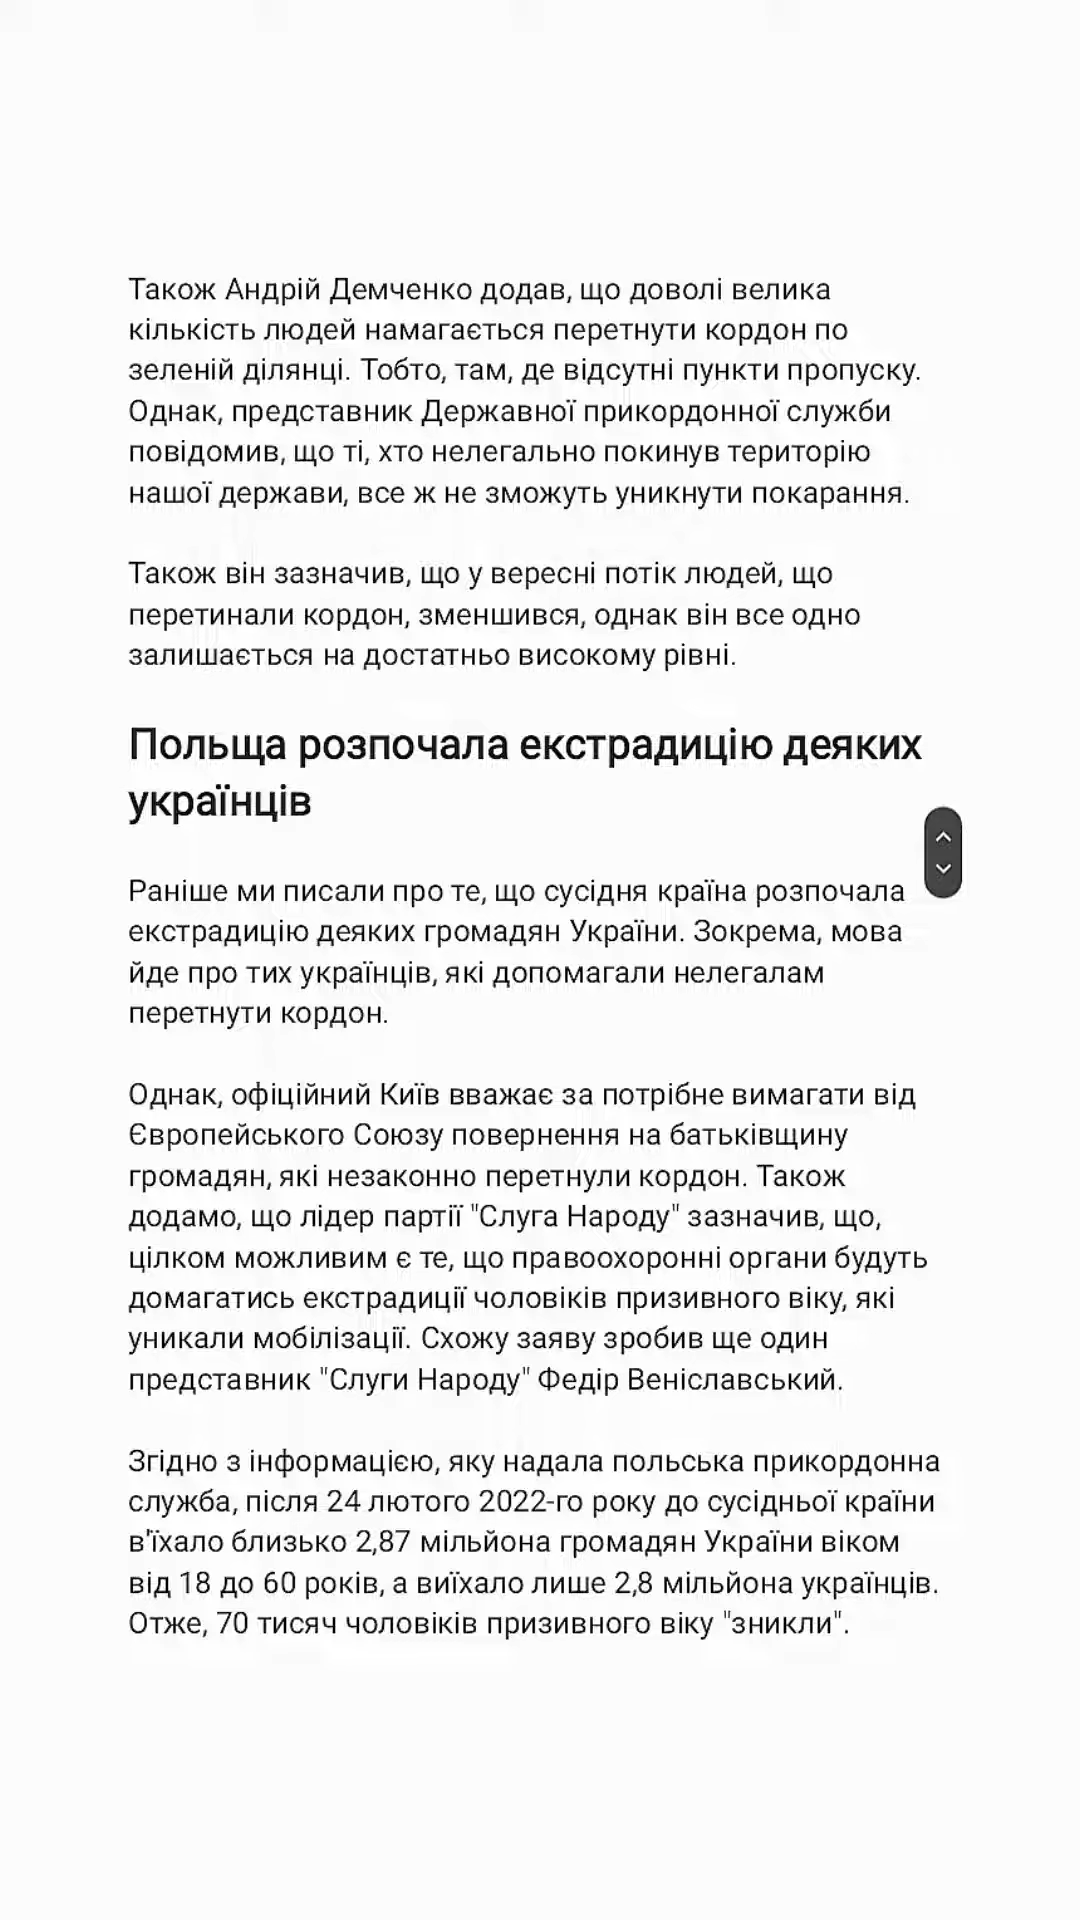 Також Андрій Демченко додав, що доволі велика
кількість людей намагається перетнути кордон по
зеленій ділянці. Тобто, там, де відсутні пункти пропуску.
Однак, представник Державної прикордонної служби
повідомив, що ті, хто нелегально покинув територію
нашої держави, все ж не зможуть уникнути покарання.
Також він зазначив, що у вересні потік людей, що
перетинали кордон, зменшився, однак він все одно
залишається на достатньо високому рівні.
Польща розпочала екстрадицію деяких
українців
Раніше ми писали про те, що сусідня країна розпочала
екстрадицію деяких громадян України. Зокрема, мова
йде про тих українців, які допомагали нелегалам
перетнути кордон.
Однак, офіційний Київ вважає за потрібне вимагати від
Європейського Союзу повернення на батьківщину
громадян, які незаконно перетнули кордон. Також
додамо, що лідер партії "Слуга Народу" зазначив, що,
цілком можливим є те, що правоохоронні органи будуть
домагатись екстрадиції чоловіків призивного віку, які
уникали мобілізації. Схожу заяву зробив ще один
представник "Слуги Народу" Федір Веніславський.
Згідно з інформацією, яку надала польська прикордонна
служба, після 24 лютого 2022-го року до сусідньої країни
в'їхало близько 2,87 мільйона громадян України віком
від 18 до 60 років, а виїхало лише 2,8 мільйона українців.
Отже, 70 тисяч чоловіків призивного віку "зникли".